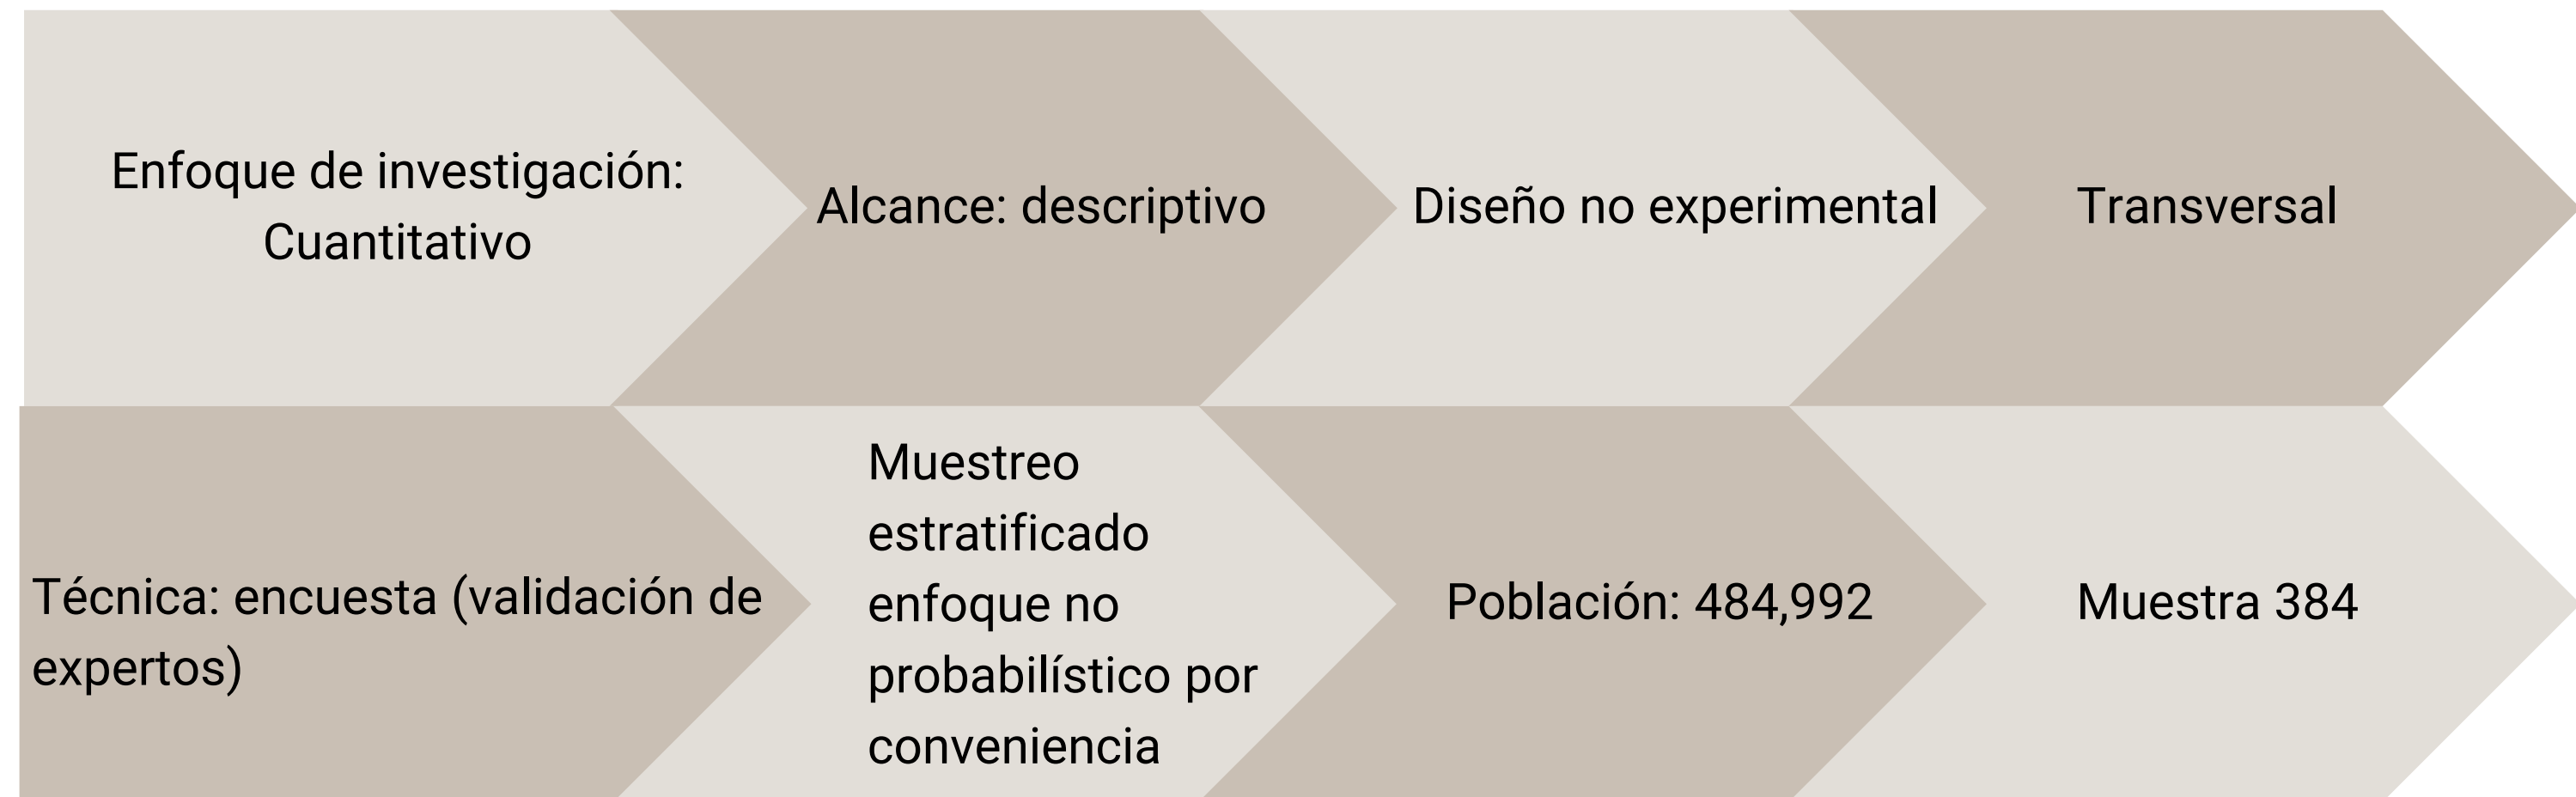 Enfoque de investigación:
Cuantitativo
Alcance: descriptivo
Diseño no experimental
Transversal
Técnica: encuesta (validación de
expertos)
Muestreo
estratificado
enfoque no
probabilístico por
conveniencia
Población: 484,992
Muestra 384